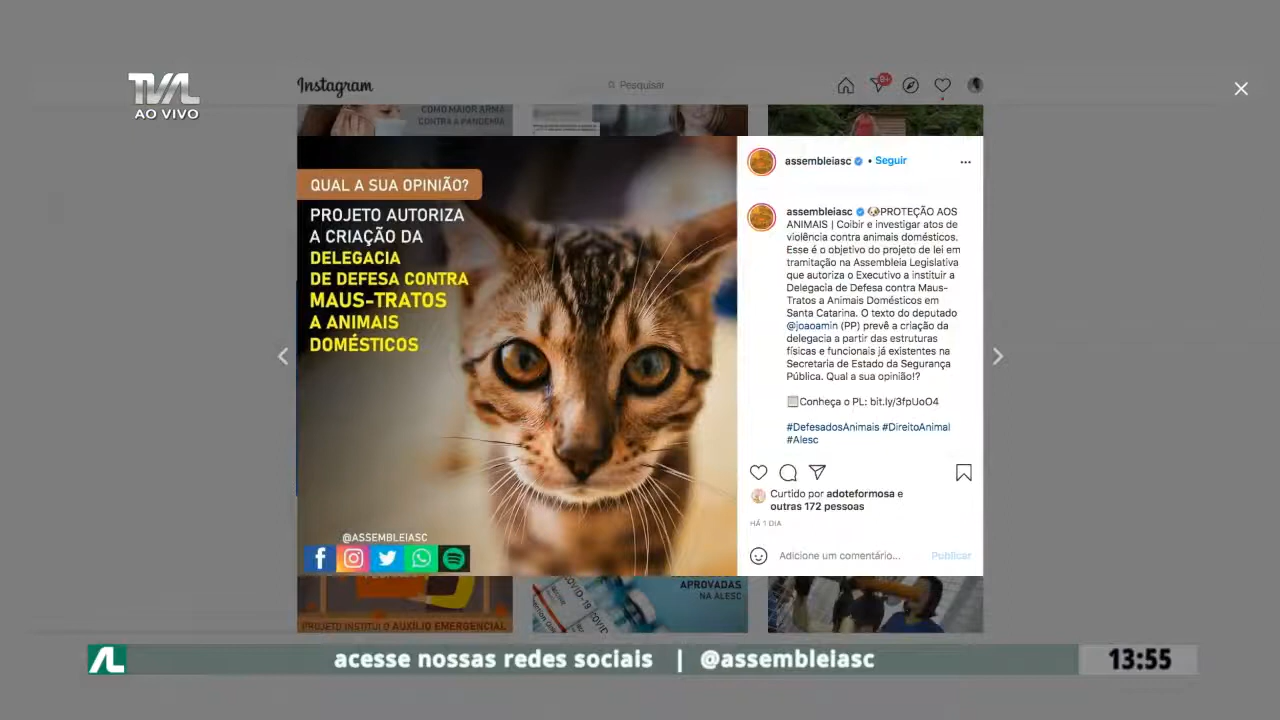 TVAL
AO VIVO
Instagram
Pesquisar
9+
COMO MAIOR ARMA
CONTRA A PANDEMIA
QUAL A SUA OPINIÃO?
PROJETO AUTORIZA
A CRIAÇÃO DA
DELEGACIA
DE DEFESA CONTRA
MAUS-TRATOS
A ANIMAIS
DOMÉSTICOS
@ASSEMBLEIASC
assembleiasc • Seguir
assembleiasc 🐶PROTEÇÃO AOS
ANIMAIS | Coibir e investigar atos de
violência contra animais domésticos.
Esse é o objetivo do projeto de lei em
tramitação na Assembleia Legislativa
que autoriza o Executivo a instituir a
Delegacia de Defesa contra Maus-
Tratos a Animais Domésticos em
Santa Catarina. O texto do deputado
@joaoamin (PP) prevê a criação da
delegacia a partir das estruturas
físicas e funcionais já existentes na
Secretaria de Estado da Segurança
Pública. Qual a sua opinião!?
Conheça o PL: bit.ly/3fpUoO4
#DefesadosAnimais #DireitoAnimal
#Alesc
Curtido por adoteformosa e
outras 172 pessoas
HÁ 1 DIA
Adicione um comentário... Publicar
PROJETO INSTITUI O AUXÍLIO EMERGENCIAL
COVID-19
APROVADAS
NA ALESC
AL
acesse nossas redes sociais | @assembleiasc
13:55